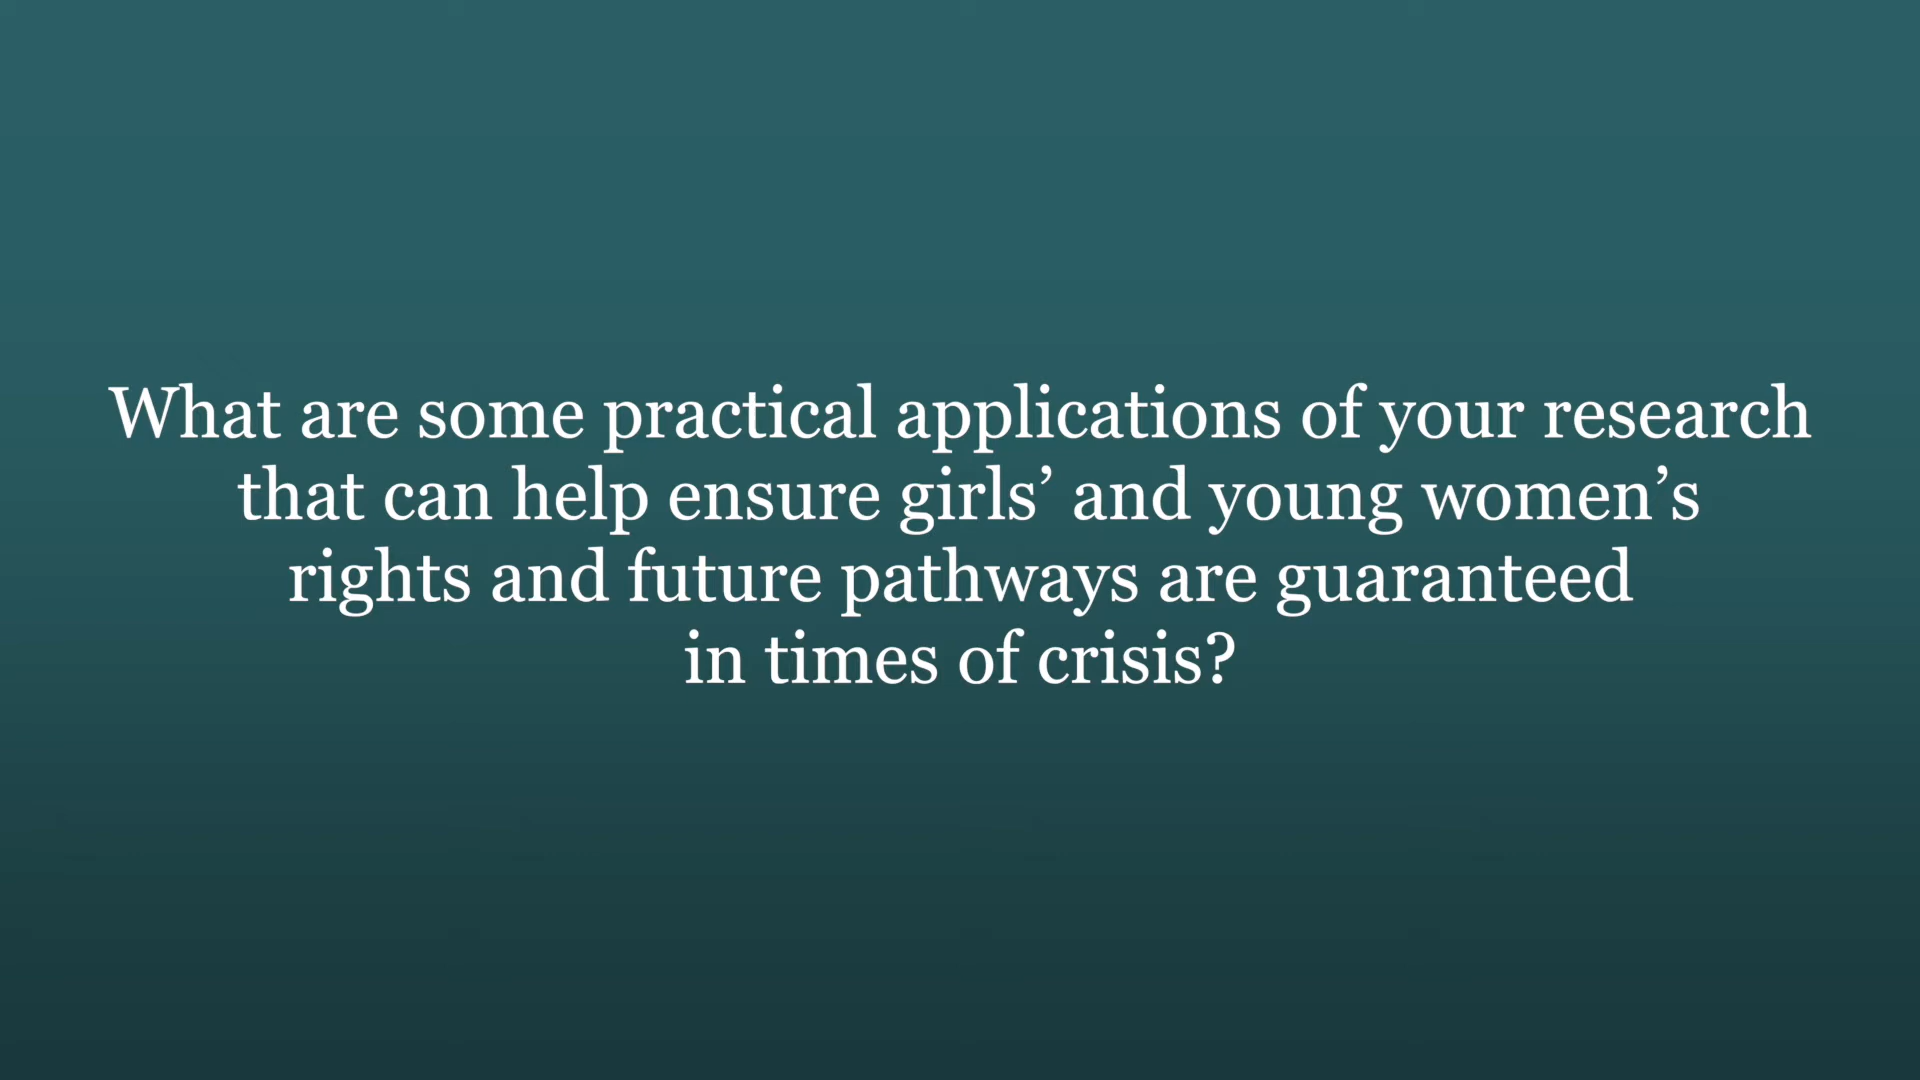 What are some practical applications of your research
that can help ensure girls’ and young women’s
rights and future pathways are guaranteed
in times of crisis?